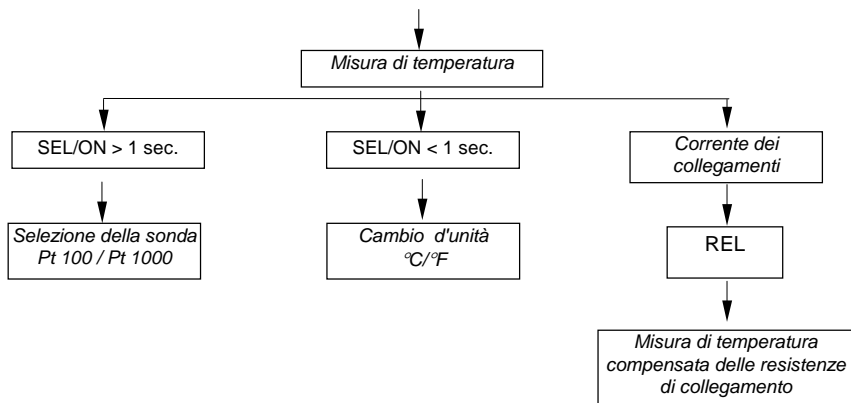 Misura di temperatura
SEL/ON > 1 sec.
SEL/ON < 1 sec.
Corrente dei
collegamenti
Selezione della sonda
Pt 100 / Pt 1000
Cambio d'unità
°C/°F
REL
Misura di temperatura
compensata delle resistenze
di collegamento